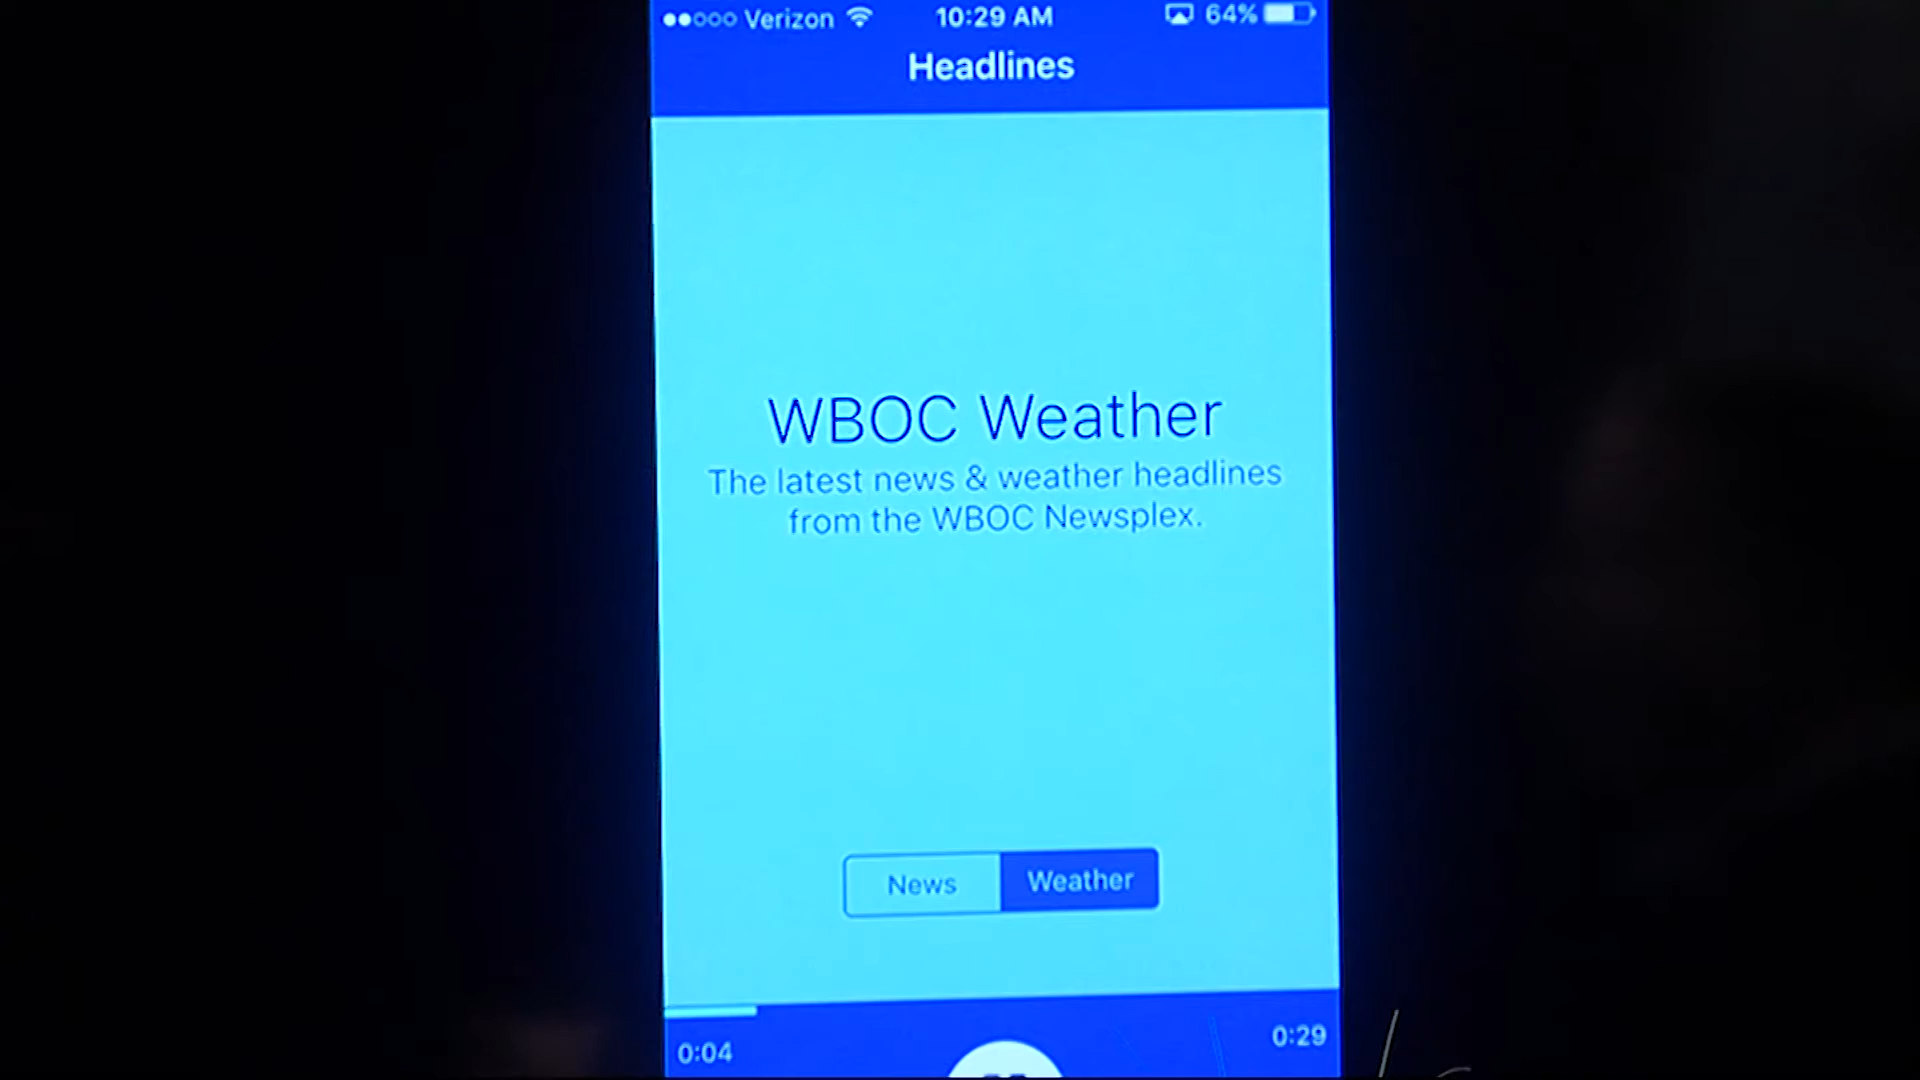 Verizon 10:29 AM 64%
Headlines
WBOC Weather
The latest news & weather headlines
from the WBOC Newsplex.
News Weather
0:04 0:29